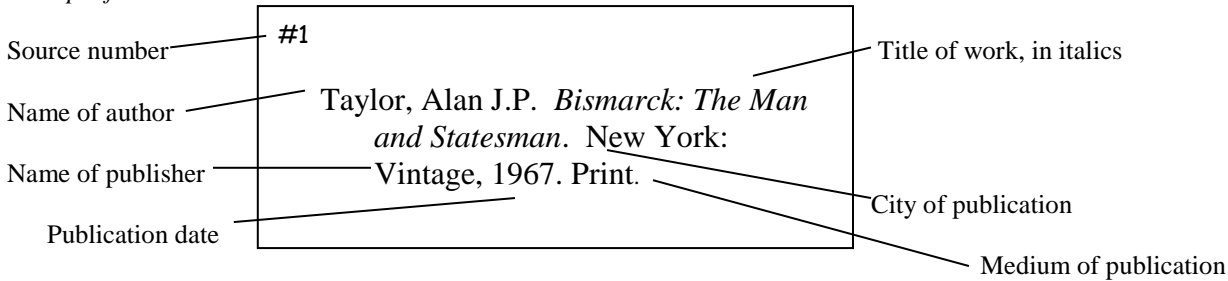 #1
Source number
Title of work, in italics
Name of author
Taylor, Alan J.P.  Bismarck: The Man
and Statesman.  New York:
Name of publisher
Vintage, 1967. Print.
City of publication
Publication date
Medium of publication